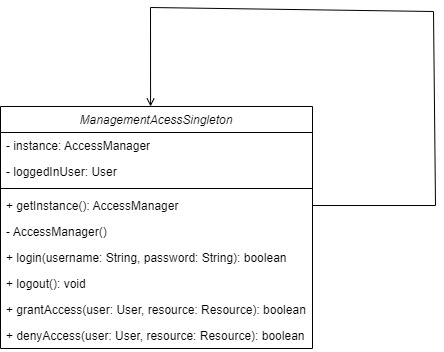 ManagementAcessSingleton
- instance: AccessManager
- loggedInUser: User
+ getInstance(): AccessManager
- AccessManager()
+ login(username: String, password: String): boolean
+ logout(): void
+ grantAccess(user: User, resource: Resource): boolean
+ denyAccess(user: User, resource: Resource): boolean